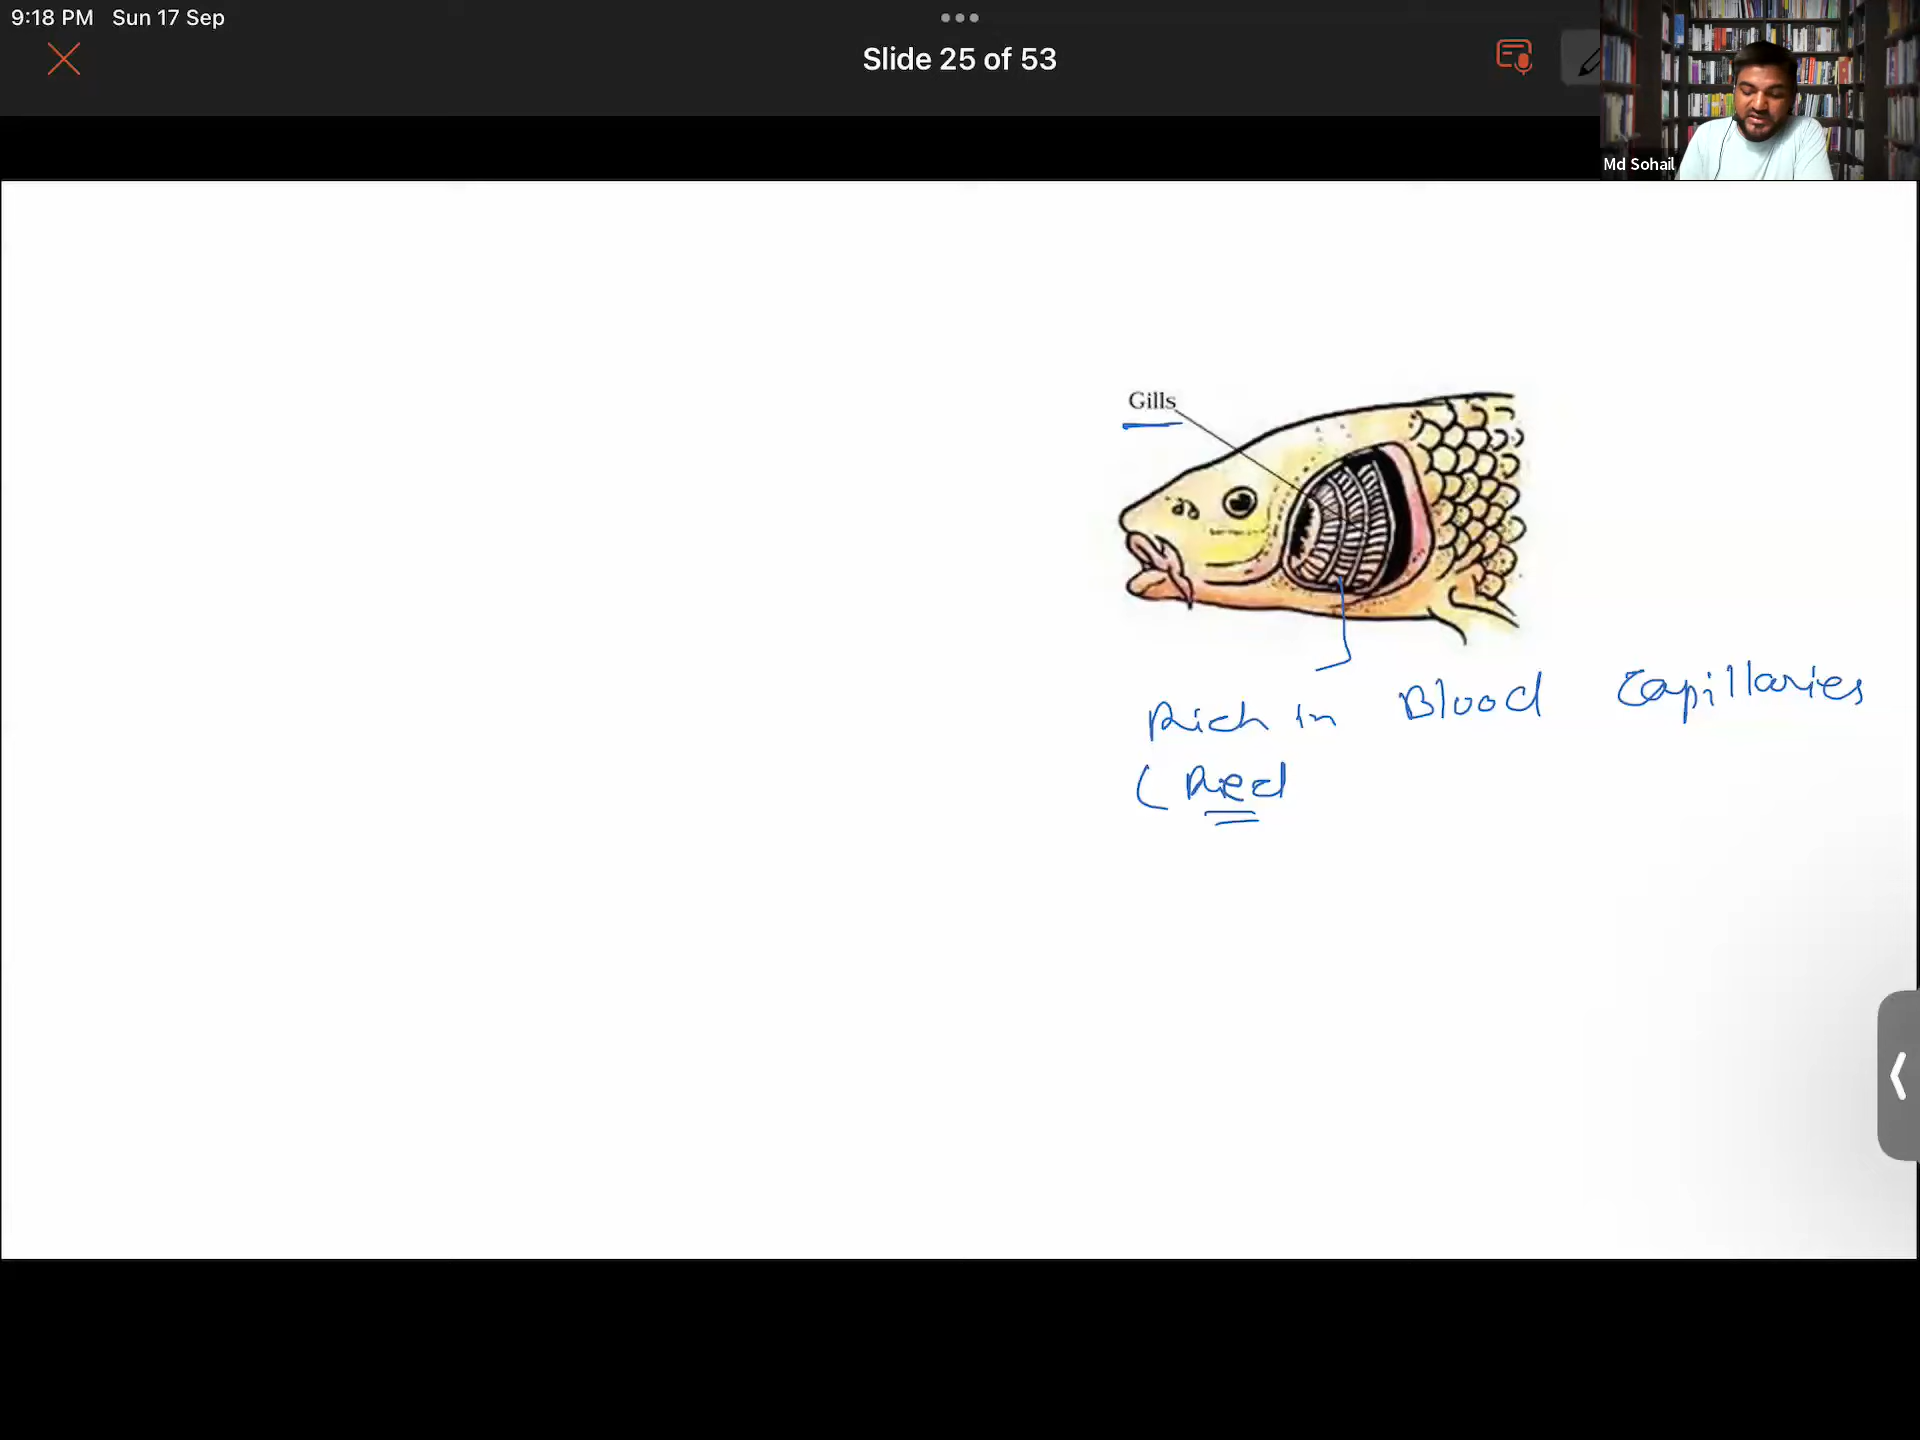 9:18 PM Sun 17 Sep
Slide 25 of 53
Md Sohail
Gills
Rich in Blood Capillaries
( Red